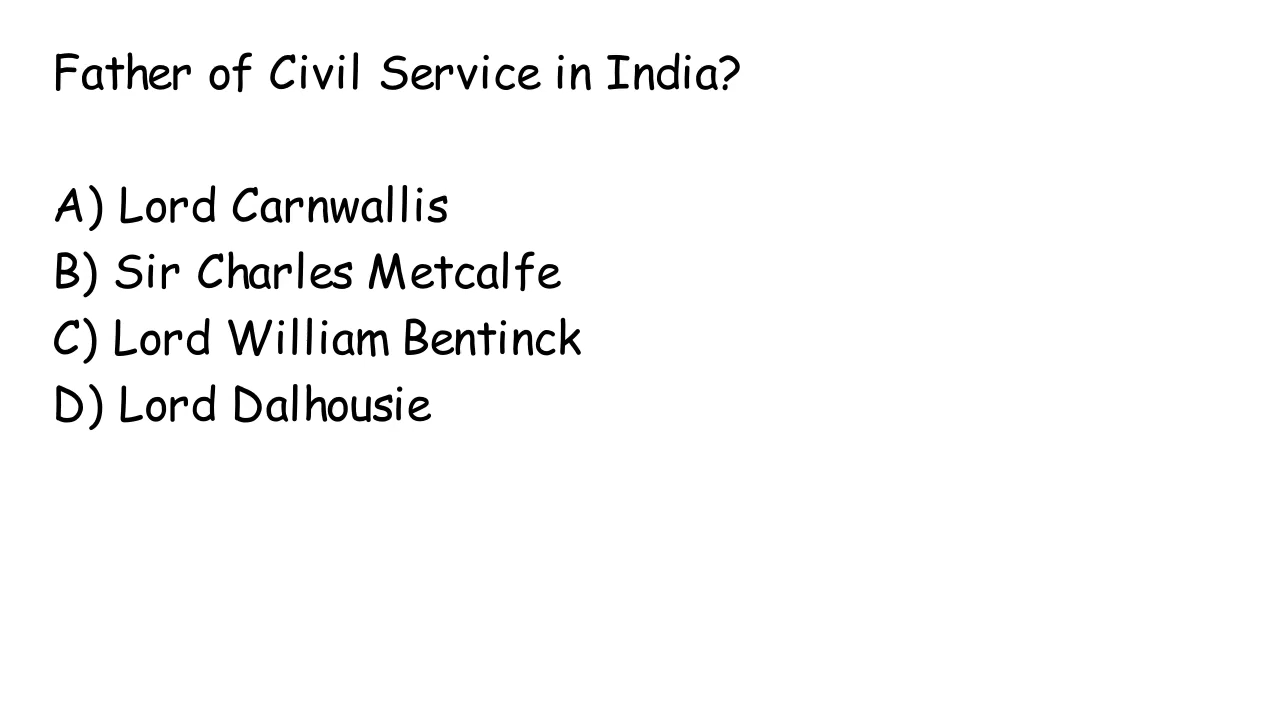 Father of Civil Service in India?
A) Lord Carnwallis
B) Sir Charles Metcalfe
C) Lord William Bentinck
D) Lord Dalhousie